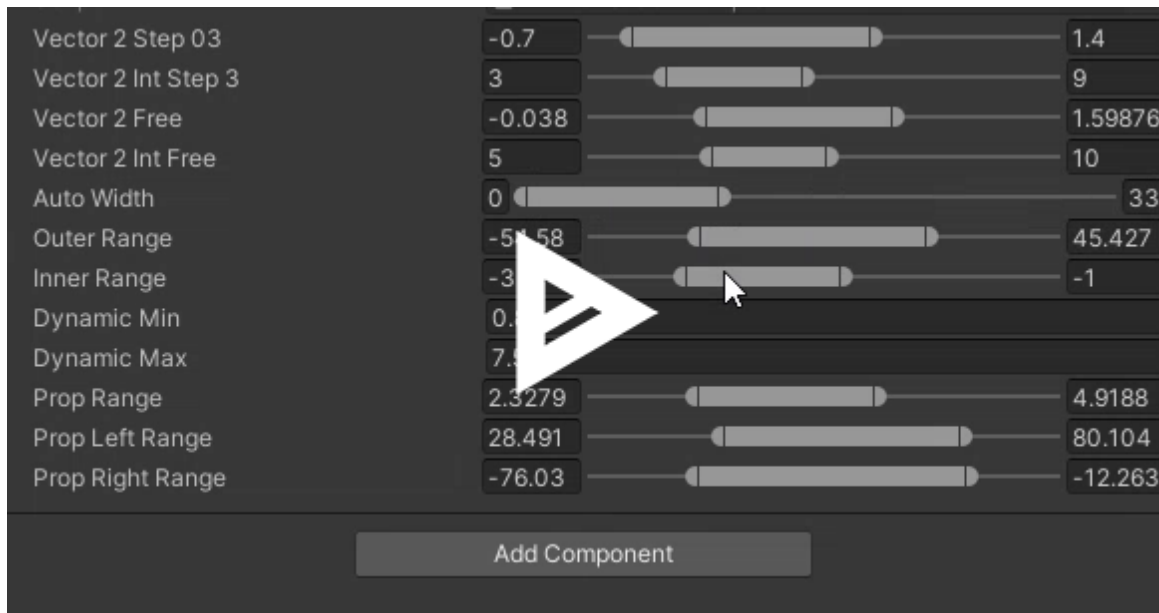 Vector 2 Step 03 -0.7 1.4
Vector 2 Int Step 3 3 9
Vector 2 Free -0.038 1.59876
Vector 2 Int Free 5 10
Auto Width 0 33
Outer Range 45.427
Inner Range -1
Dynamic Min
Dynamic Max
Prop Range 2.3279 4.9188
Prop Left Range 28.491 80.104
Prop Right Range -76.03 -12.263
Add Component